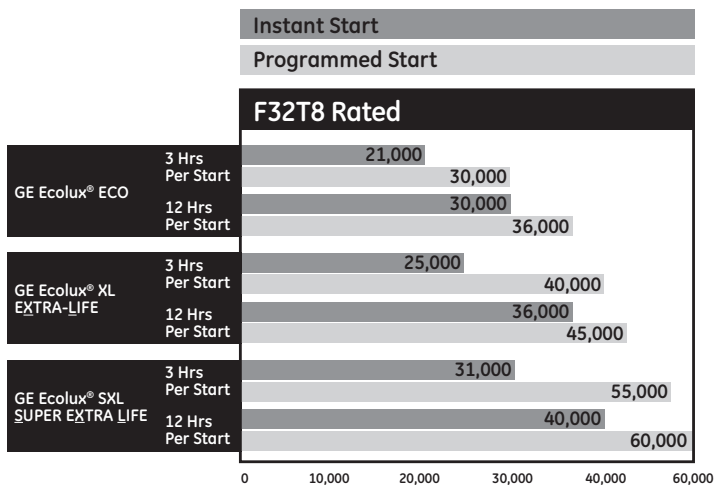 Instant Start
Programmed Start
F32T8 Rated
GE Ecolux® ECO
3 Hrs
Per Start
21,000
30,000
12 Hrs
Per Start
30,000
36,000
GE Ecolux® XL
EXTRA-LIFE
3 Hrs
Per Start
25,000
40,000
12 Hrs
Per Start
36,000
45,000
GE Ecolux® SXL
SUPER EXTRA LIFE
3 Hrs
Per Start
31,000
55,000
12 Hrs
Per Start
40,000
60,000
0 10,000 20,000 30,000 40,000 60,000